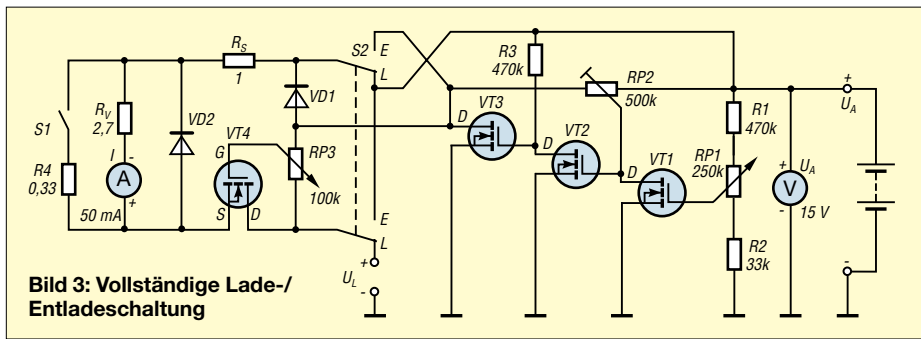 R_S
1
S2
E
L
R3
470k
RP2
500k
+
U_A
S1
R_V
2,7
VD2
VD1
VT3
D
VT2
D
VT1
D
R1
470k
VT4
G
RP3
100k
RP1
250k
+
U_A
V
-
15 V
R4
0,33
I
-
A
+
50 mA
S
D
E
L
R2
33k
-
+
U_L
-
Bild 3: Vollständige Lade-/
Entladeschaltung